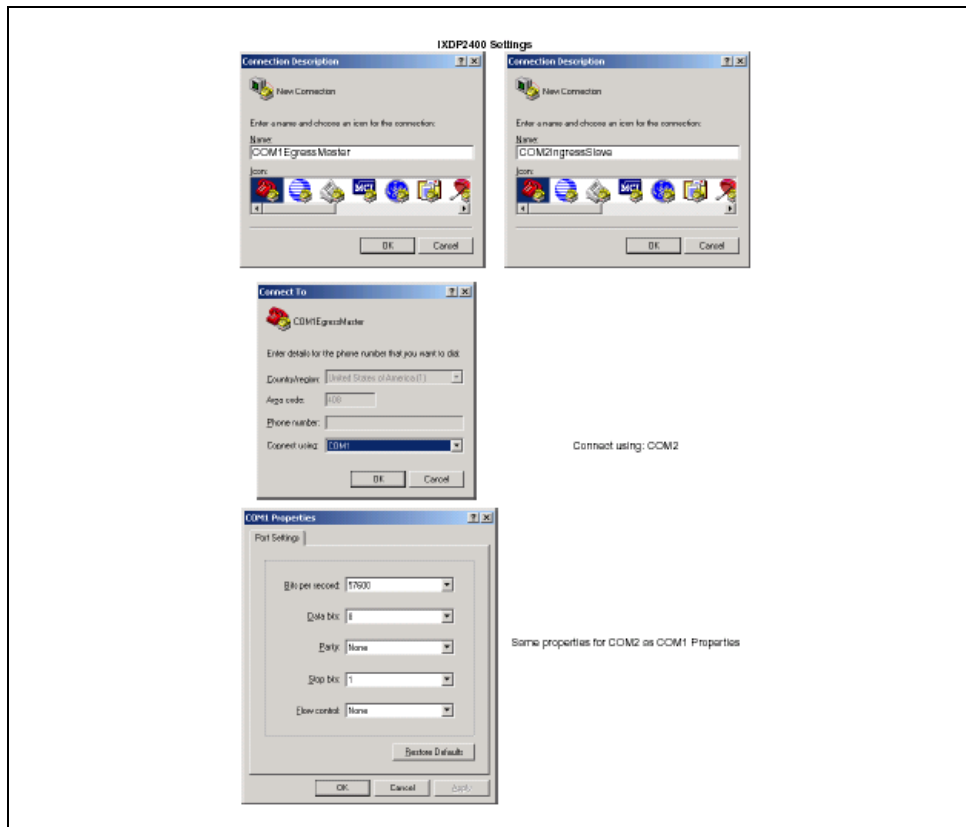 IXDP2400 Settings
Connection Description
New Connection
Enter a name and choose an icon for the connection:
Name:
COM1EgressMaster
Icon:
MCI
OK Cancel
Connection Description
New Connection
Enter a name and choose an icon for the connection:
Name:
COM2IngressSlave
Icon:
MCI
OK Cancel
Connect To
COM1EgressMaster
Enter details for the phone number that you want to dial:
Country/region: United States of America (1)
Area code: 408
Phone number:
Connect using: COM1
OK Cancel
Connect using: COM2
COM1 Properties
Port Settings
Bits per second: 57600
Data bits: 8
Parity: None
Stop bits: 1
Flow control: None
Restore Defaults
OK Cancel Apply
Same properties for COM2 as COM1 Properties